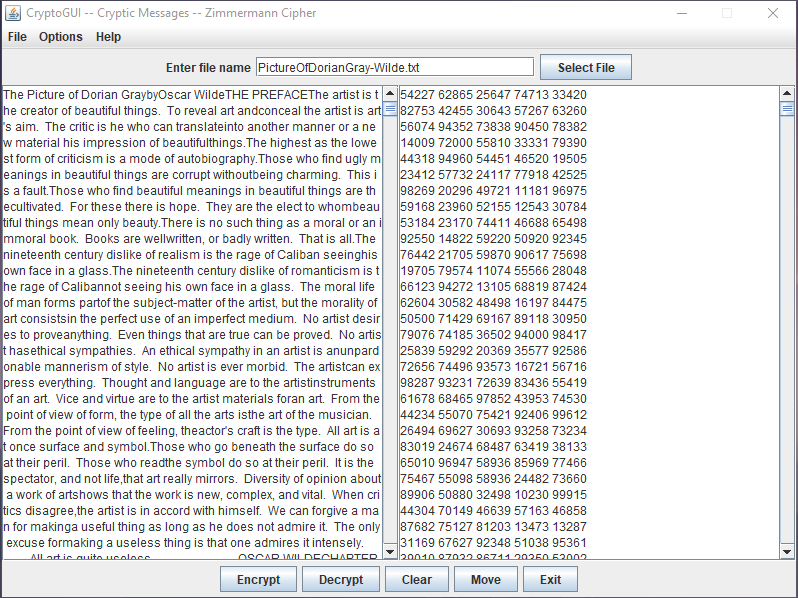 CryptoGUI -- Cryptic Messages -- Zimmermann Cipher
File Options Help
Enter file name PictureOfDorianGray-Wilde.txt Select File
The Picture of Dorian GraybyOscar WildeTHE PREFACEThe artist is t
he creator of beautiful things.  To reveal art andconceal the artist is art
's aim.  The critic is he who can translateinto another manner or a ne
w material his impression of beautifulthings.The highest as the lowe
st form of criticism is a mode of autobiography.Those who find ugly m
eanings in beautiful things are corrupt withoutbeing charming.  This i
s a fault.Those who find beautiful meanings in beautiful things are th
ecultivated.  For these there is hope.  They are the elect to whombeau
tiful things mean only beauty.There is no such thing as a moral or an i
mmoral book.  Books are wellwritten, or badly written.  That is all.The
nineteenth century dislike of realism is the rage of Caliban seeinghis
own face in a glass.The nineteenth century dislike of romanticism is t
he rage of Calibannot seeing his own face in a glass.  The moral life
of man forms partof the subject-matter of the artist, but the morality of
art consistsin the perfect use of an imperfect medium.  No artist desir
es to proveanything.  Even things that are true can be proved.  No artis
t hasethical sympathies.  An ethical sympathy in an artist is anunpard
onable mannerism of style.  No artist is ever morbid.  The artistcan ex
press everything.  Thought and language are to the artistinstruments
of an art.  Vice and virtue are to the artist materials foran art.  From the
point of view of form, the type of all the arts isthe art of the musician.
From the point of view of feeling, theactor's craft is the type.  All art is a
t once surface and symbol.Those who go beneath the surface do so
at their peril.  Those who readthe symbol do so at their peril.  It is the
spectator, and not life,that art really mirrors.  Diversity of opinion about
a work of artshows that the work is new, complex, and vital.  When cri
tics disagree,the artist is in accord with himself.  We can forgive a ma
n for makinga useful thing as long as he does not admire it.  The only
excuse formaking a useless thing is that one admires it intensely.
All art is quite useless. OSCAR WILDECHAPTER
54227 62865 25647 74713 33420
82753 42455 30643 57267 63260
56074 94352 73838 90450 78382
14009 72000 55810 33331 79390
44318 94960 54451 46520 19505
23412 57732 24117 77918 42525
98269 20296 49721 11181 96975
59168 23960 52155 12543 30784
53184 23170 74411 46688 65498
92550 14822 59220 50920 92345
76442 21705 59870 90617 75698
19705 79574 11074 55566 28048
66123 94272 13105 68819 87424
62604 30582 48498 16197 84475
50500 71429 69167 89118 30950
79076 74185 36502 94000 98417
25839 59292 20369 35577 92586
72656 74496 93573 16721 56716
98287 93231 72639 83436 55419
61678 68465 97852 43953 74530
44234 55070 75421 92406 99612
26494 69627 30693 93258 73234
83019 24674 68487 63419 38133
65010 96947 58936 85969 77466
75467 55098 58936 24482 73660
89906 50880 32498 10230 99915
44304 70149 46639 57163 46858
87682 75127 81203 13473 13287
31169 67627 92348 51038 95361
39010 87932 86711 29350 53002
Encrypt Decrypt Clear Move Exit